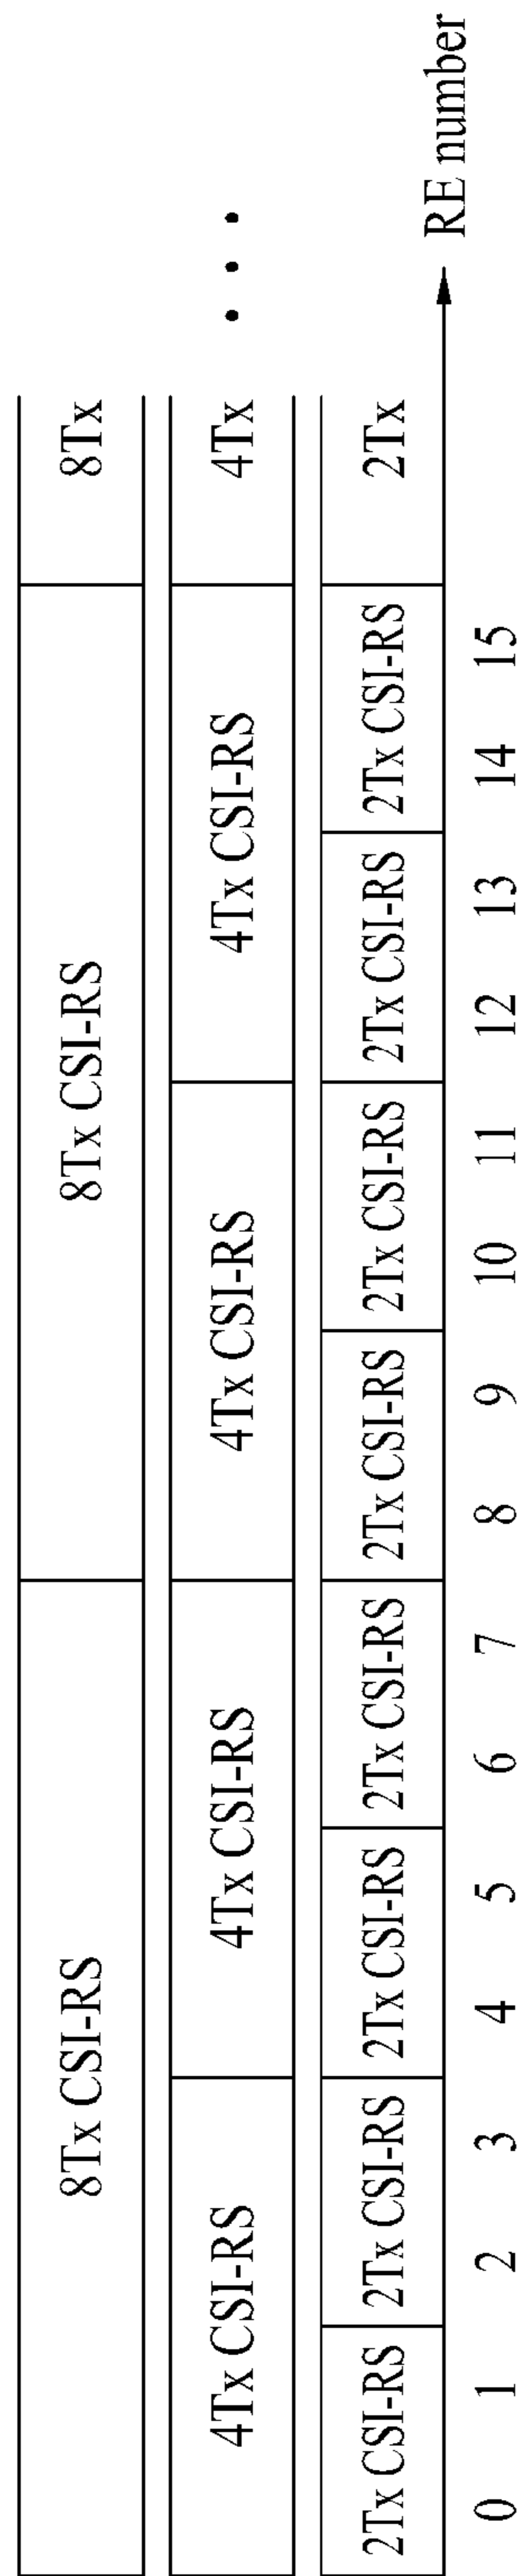 8Tx CSI-RS 8Tx CSI-RS 8Tx
4Tx CSI-RS 4Tx CSI-RS 4Tx CSI-RS 4Tx CSI-RS 4Tx
2Tx CSI-RS 2Tx CSI-RS 2Tx CSI-RS 2Tx CSI-RS 2Tx CSI-RS 2Tx CSI-RS 2Tx CSI-RS 2Tx CSI-RS 2Tx
0 1 2 3 4 5 6 7 8 9 10 11 12 13 14 15
RE number